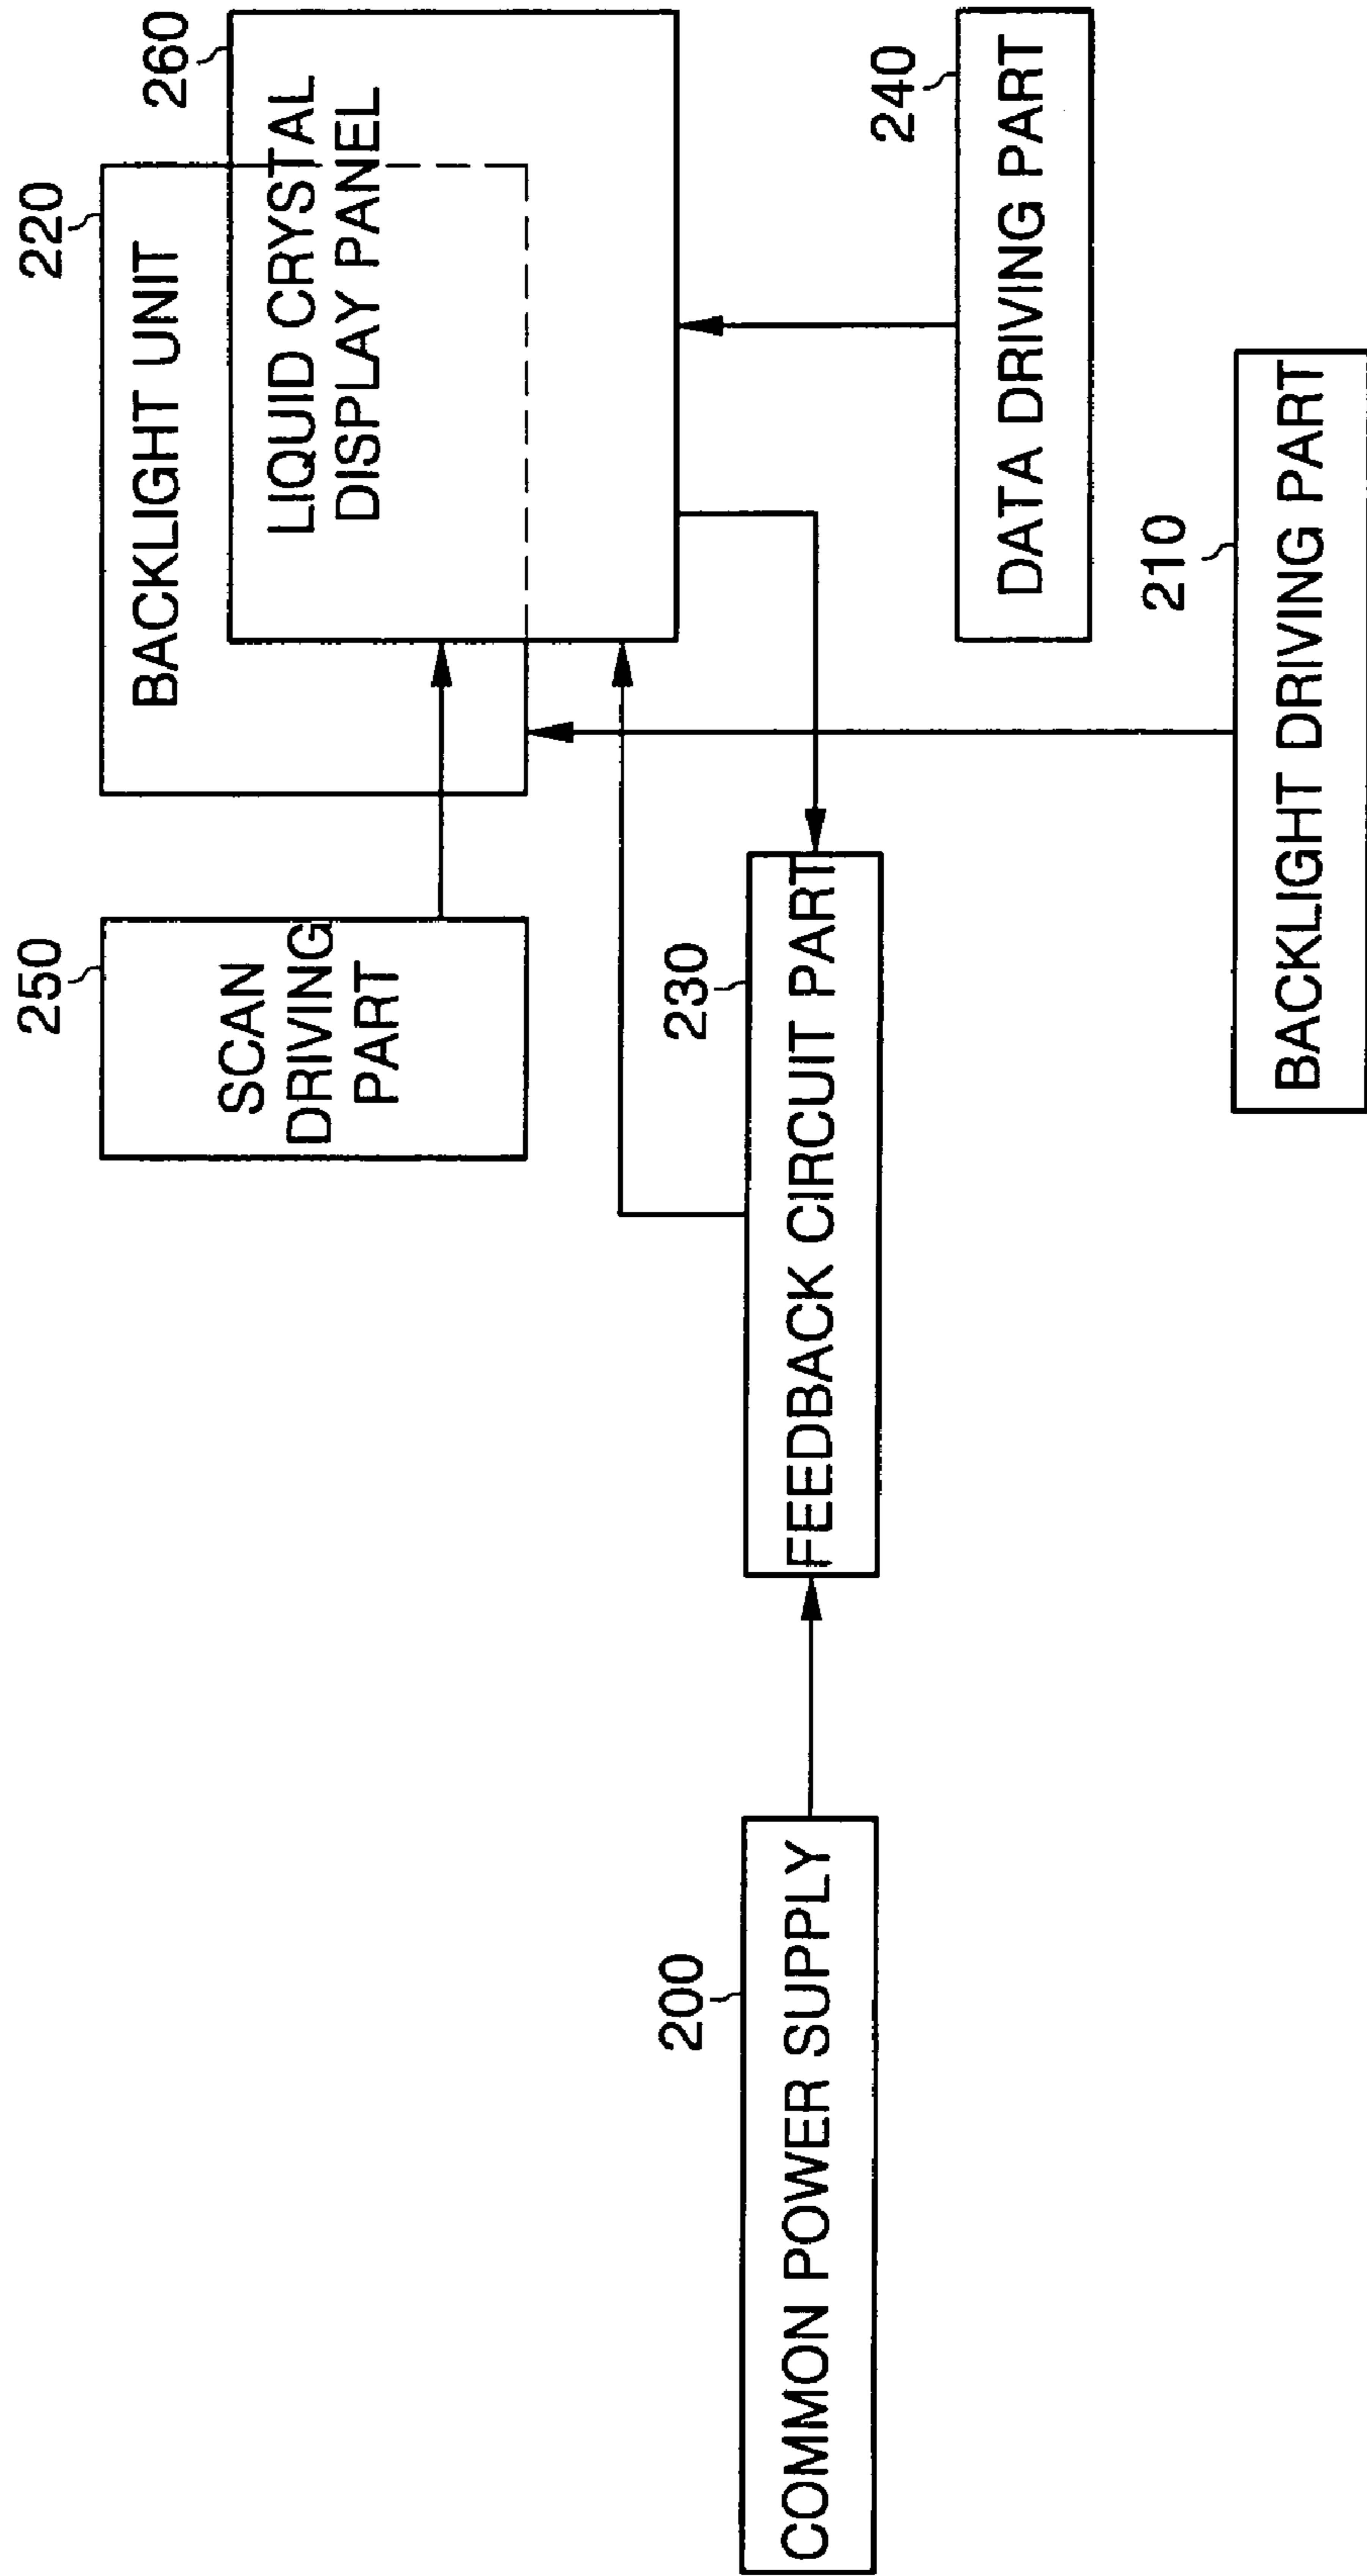 220
260
BACKLIGHT UNIT
LIQUID CRYSTAL
DISPLAY PANEL
250
SCAN
DRIVING
PART
230
FEEDBACK CIRCUIT PART
240
DATA DRIVING PART
200
COMMON POWER SUPPLY
210
BACKLIGHT DRIVING PART